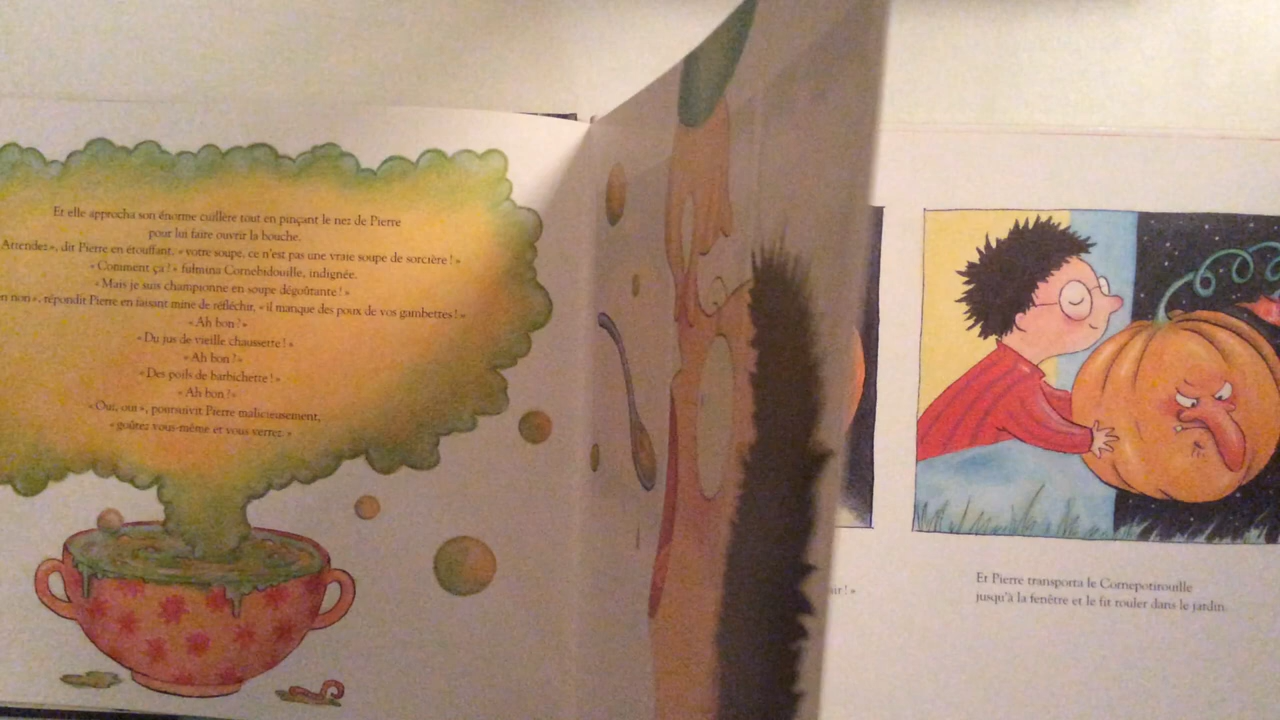 Et elle approcha son énorme cuillère tout en pinçant le nez de Pierre
pour lui faire ouvrir la bouche.
Attendez », dit Pierre en étouffant, « votre soupe, ce n'est pas une vraie soupe de sorcière ! »
« Comment ça ! » fulmina Cornebidouille, indignée.
« Mais je suis championne en soupe dégoûtante ! »
non », répondit Pierre en faisant mine de réfléchir, « il manque des poux de vos gambettes ! »
« Ah bon ? »
« Du jus de vieille chaussette ! »
« Ah bon ? »
« Des poils de barbichette ! »
« Ah bon ? »
« Oui, oui », poursuivit Pierre malicieusement,
« goûtez vous-même et vous verrez. »
! »
Et Pierre transporta le Cornepotirouille
jusqu'à la fenêtre et le fit rouler dans le jardin.